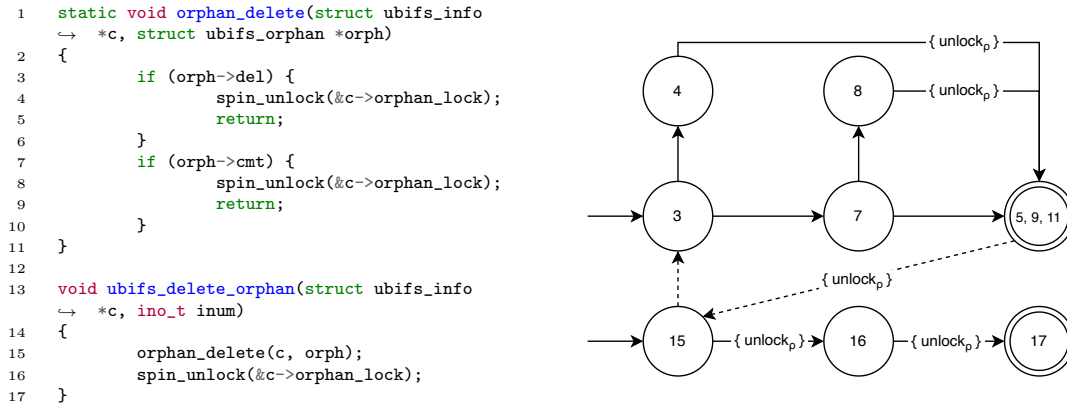 1 static void orphan_delete(struct ubifs_info
↪ *c, struct ubifs_orphan *orph)
2 {
3 if (orph->del) {
4 spin_unlock(&c->orphan_lock);
5 return;
6 }
7 if (orph->cmt) {
8 spin_unlock(&c->orphan_lock);
9 return;
10 }
11 }
12
13 void ubifs_delete_orphan(struct ubifs_info
↪ *c, ino_t inum)
14 {
15 orphan_delete(c, orph);
16 spin_unlock(&c->orphan_lock);
17 }
{ unlockρ }
4
8
{ unlockρ }
3
7
5, 9, 11
{ unlockρ }
15
{ unlockρ }
16
{ unlockρ }
17